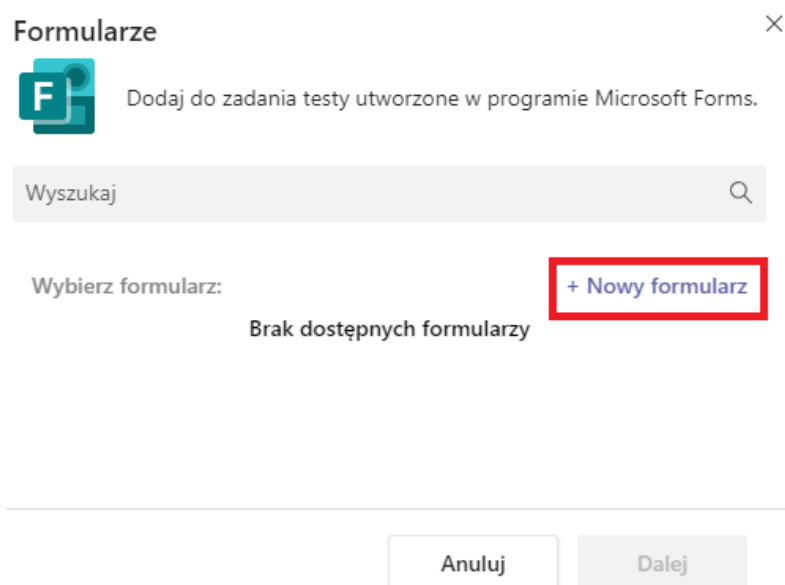 Formularze
F
Dodaj do zadania testy utworzone w programie Microsoft Forms.
Wyszukaj
Wybierz formularz:
+ Nowy formularz
Brak dostępnych formularzy
Anuluj
Dalej